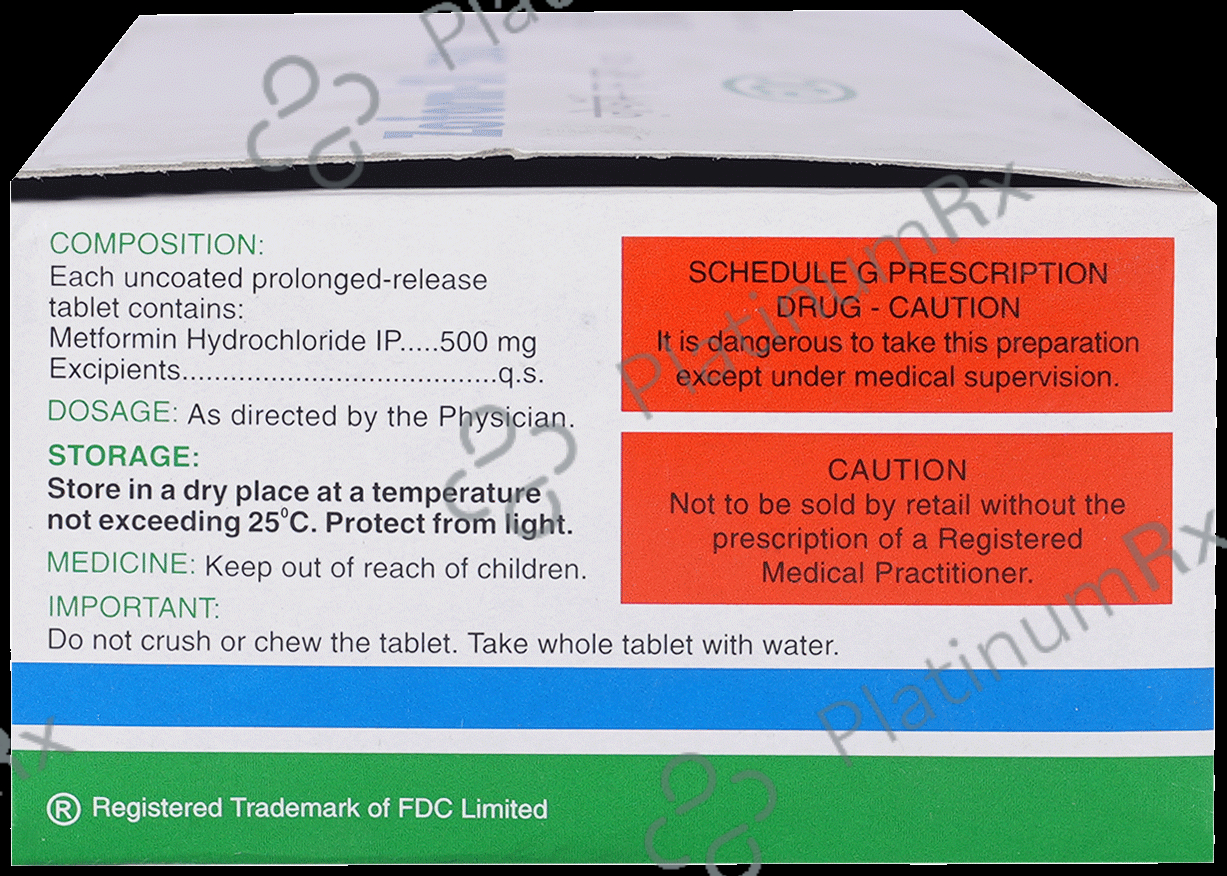 COMPOSITION:
Each uncoated prolonged-release
tablet contains:
Metformin Hydrochloride IP.....500 mg
Excipients.......................................q.s.
DOSAGE: As directed by the Physician.
STORAGE:
Store in a dry place at a temperature
not exceeding 25⁰C. Protect from light.
MEDICINE: Keep out of reach of children.
IMPORTANT:
Do not crush or chew the tablet. Take whole tablet with water.
SCHEDULE G PRESCRIPTION
DRUG - CAUTION
It is dangerous to take this preparation
except under medical supervision.
CAUTION
Not to be sold by retail without the
prescription of a Registered
Medical Practitioner.
® Registered Trademark of FDC Limited
PlatinumRx
PlatinumRx